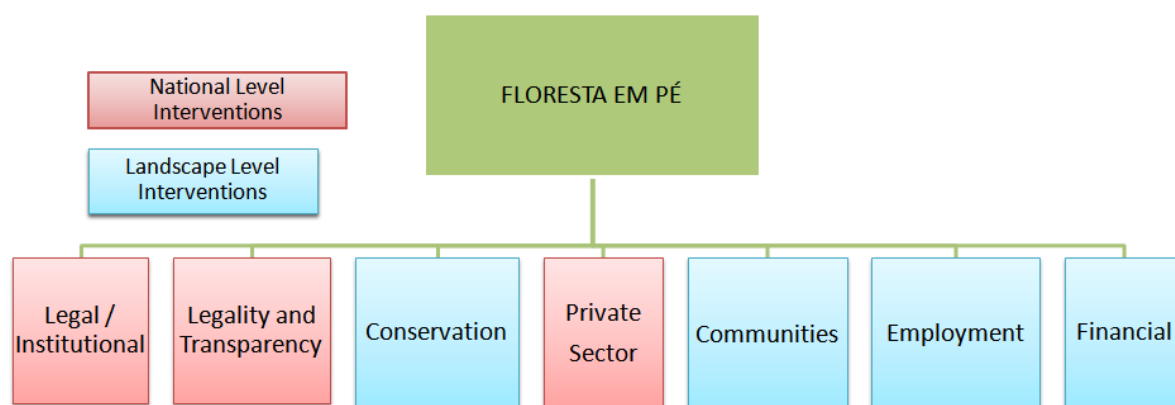 FLORESTA EM PÉ
National Level
Interventions
Landscape Level
Interventions
Legal /
Institutional
Legality and
Transparency
Conservation
Private
Sector
Communities
Employment
Financial